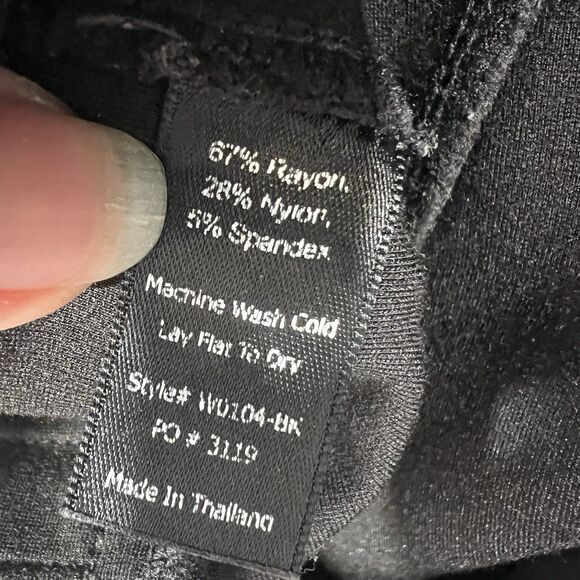 67% Rayon,
28% Nylon,
5% Spandex
Machine Wash Cold
Lay Flat To Dry
Style# W0104-BK
PO # 3119
Made In Thailand